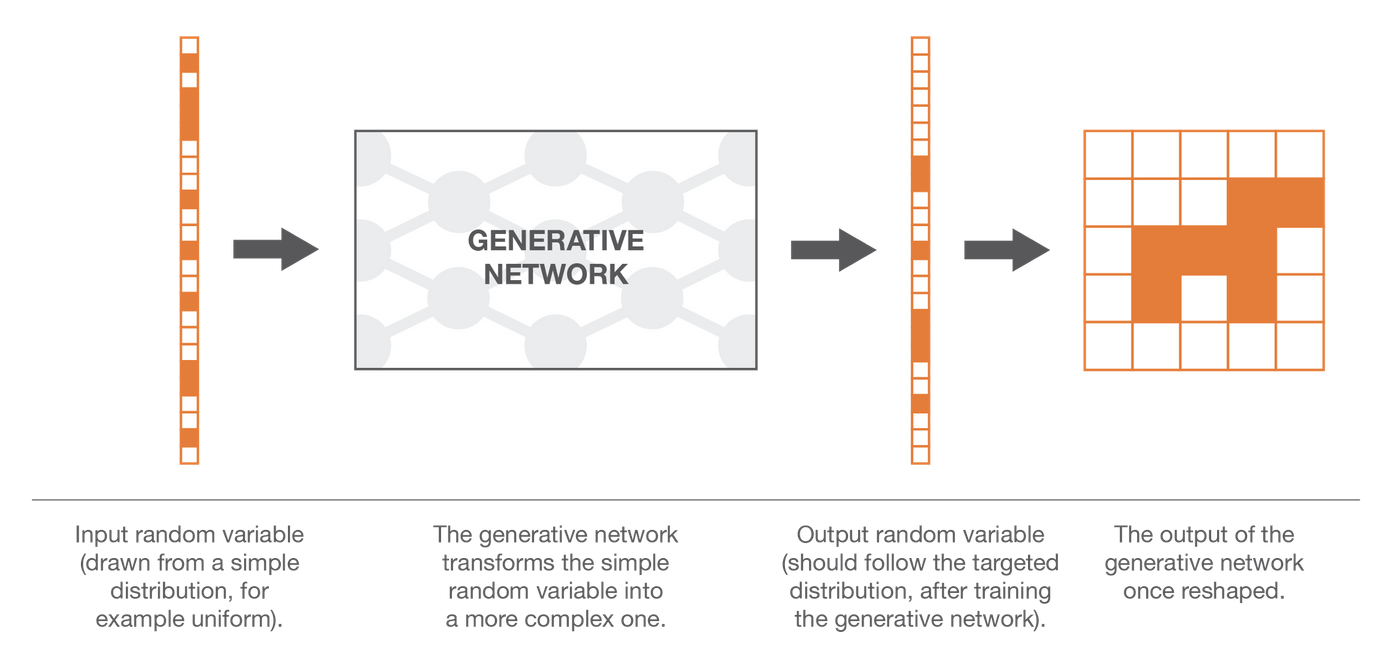 GENERATIVE
NETWORK
Input random variable
(drawn from a simple
distribution, for
example uniform).
The generative network
transforms the simple
random variable into
a more complex one.
Output random variable
(should follow the targeted
distribution, after training
the generative network).
The output of the
generative network
once reshaped.